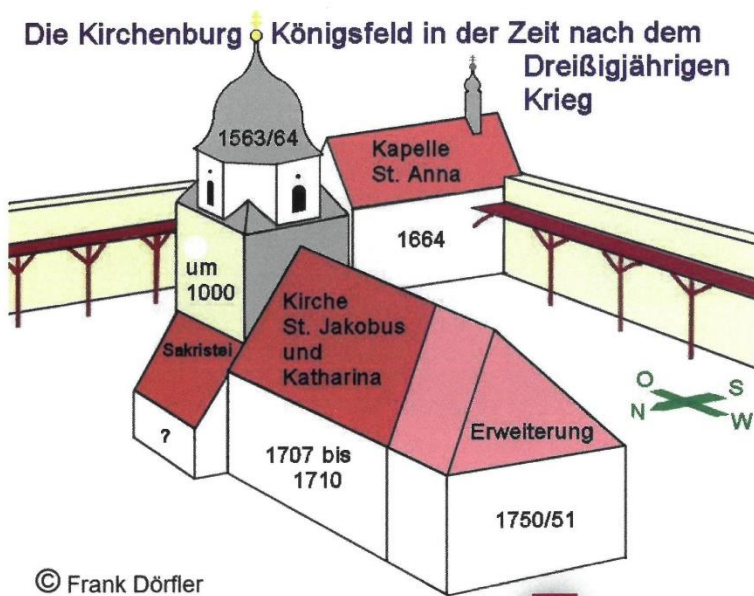 Die Kirchenburg Königsfeld in der Zeit nach dem
Dreißigjährigen
Krieg
1563/64
Kapelle
St. Anna
1664
um
1000
Kirche
St. Jakobus
und
Katharina
Sakristei
?
1707 bis
1710
Erweiterung
1750/51
O
S
N
W
© Frank Dörfler